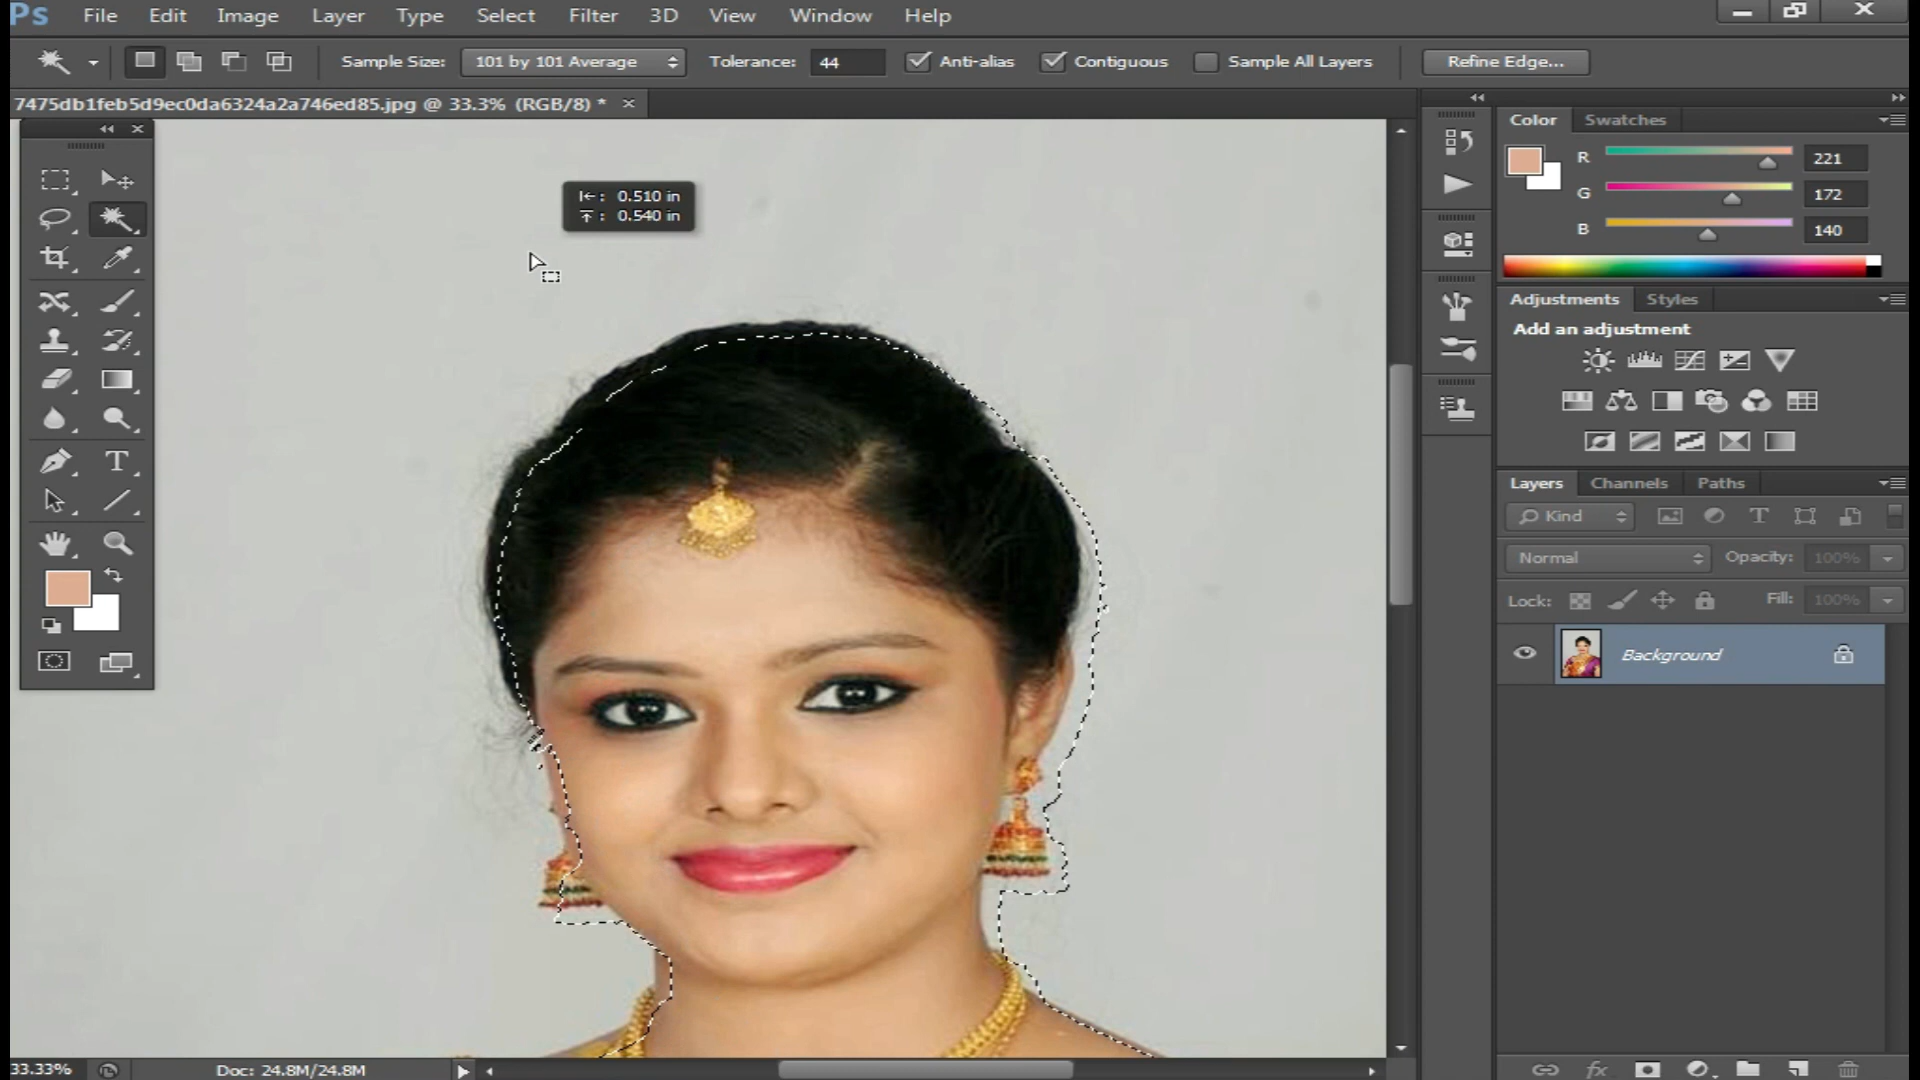 Ps File Edit Image Layer Type Select Filter 3D View Window Help
Sample Size: 101 by 101 Average Tolerance: 44 Anti-alias Contiguous Sample All Layers Refine Edge...
7475db1feb5d9ec0da6324a2a746ed85.jpg @ 33.3% (RGB/8) * ×
Color Swatches
R 221
G 172
B 140
: 0.510 in
: 0.540 in
Adjustments Styles
Add an adjustment
Layers Channels Paths
Kind
Normal Opacity: 100%
Lock: Fill: 100%
Background
33.33% Doc: 24.8M/24.8M
fx